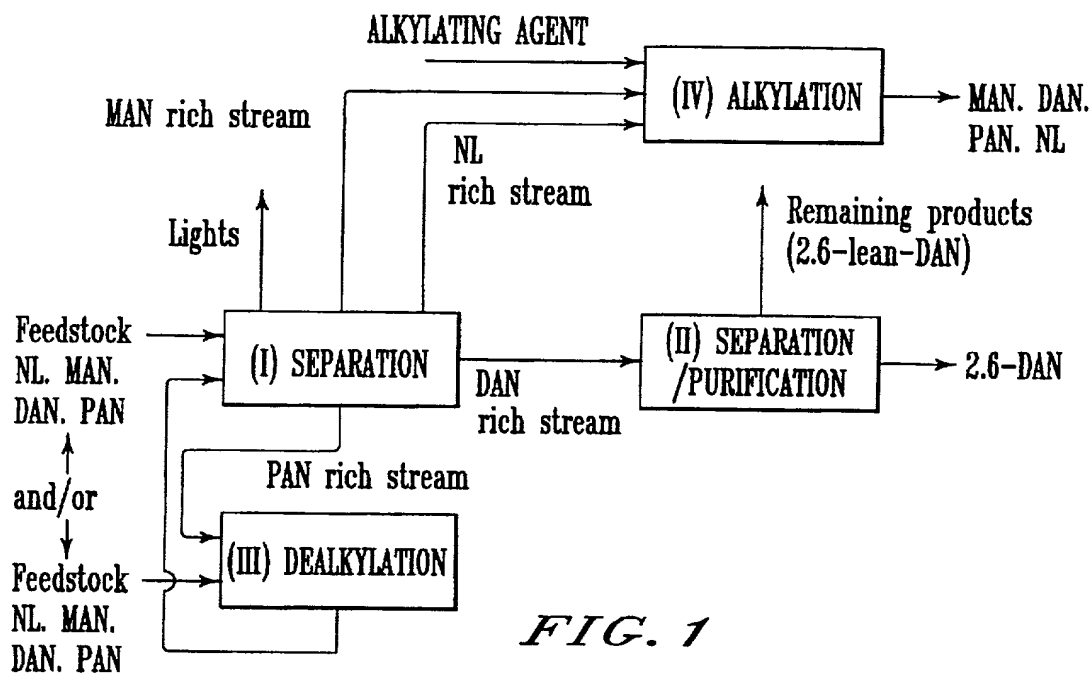 ALKYLATING AGENT
(IV) ALKYLATION
MAN. DAN.
PAN. NL
MAN rich stream
NL
rich stream
Lights
Remaining products
(2.6-lean-DAN)
Feedstock
NL. MAN.
DAN. PAN
(I) SEPARATION
DAN
rich stream
(II) SEPARATION
/PURIFICATION
2.6-DAN
PAN rich stream
and/or
(III) DEALKYLATION
Feedstock
NL. MAN.
DAN. PAN
FIG. 1